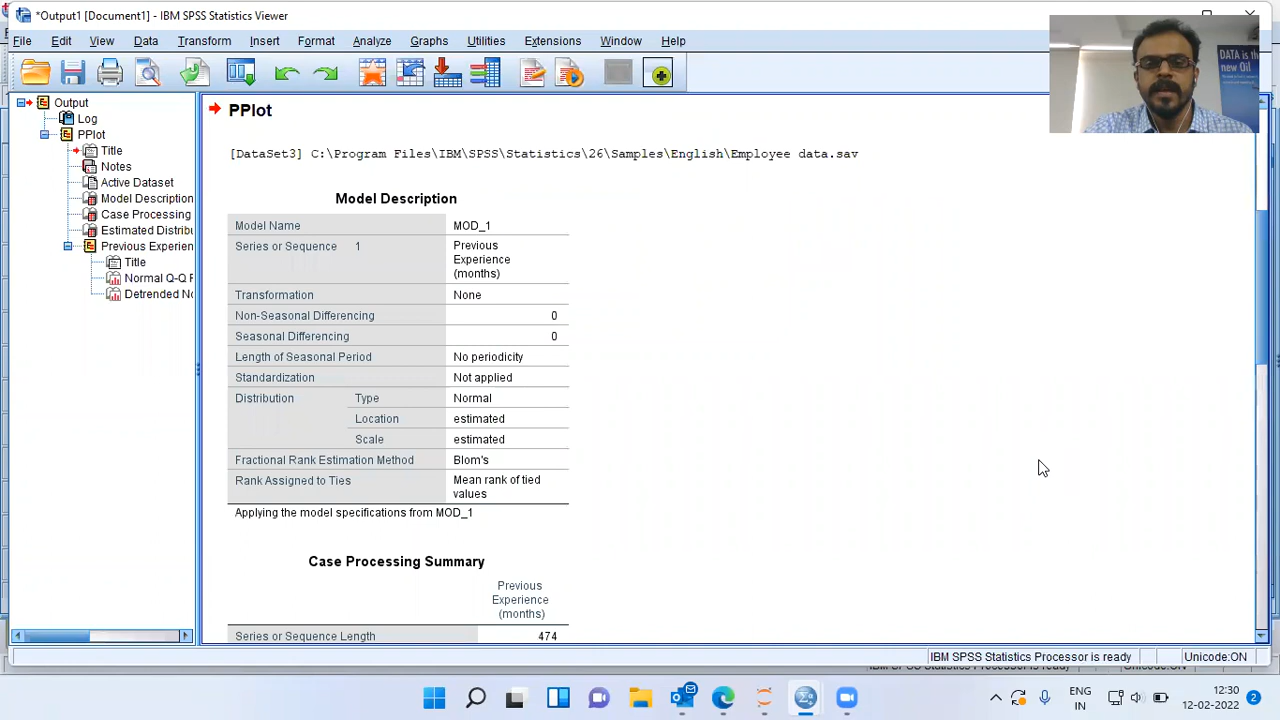 *Output1 [Document1] - IBM SPSS Statistics Viewer
File Edit View Data Transform Insert Format Analyze Graphs Utilities Extensions Window Help
DATA is the
new Oil
Output
Log
PPlot
Title
Notes
Active Dataset
Model Description
Case Processing
Estimated Distribu
Previous Experien
Title
Normal Q-Q P
Detrended No
PPlot
[DataSet3] C:\Program Files\IBM\SPSS\Statistics\26\Samples\English\Employee data.sav
Model Description
Model Name MOD_1
Series or Sequence 1 Previous
Experience
(months)
Transformation None
Non-Seasonal Differencing 0
Seasonal Differencing 0
Length of Seasonal Period No periodicity
Standardization Not applied
Distribution Type Normal
Location estimated
Scale estimated
Fractional Rank Estimation Method Blom's
Rank Assigned to Ties Mean rank of tied
values
Applying the model specifications from MOD_1
Case Processing Summary
Previous
Experience
(months)
Series or Sequence Length 474
IBM SPSS Statistics Processor is ready Unicode:ON
ENG
IN
12:30
12-02-2022
2